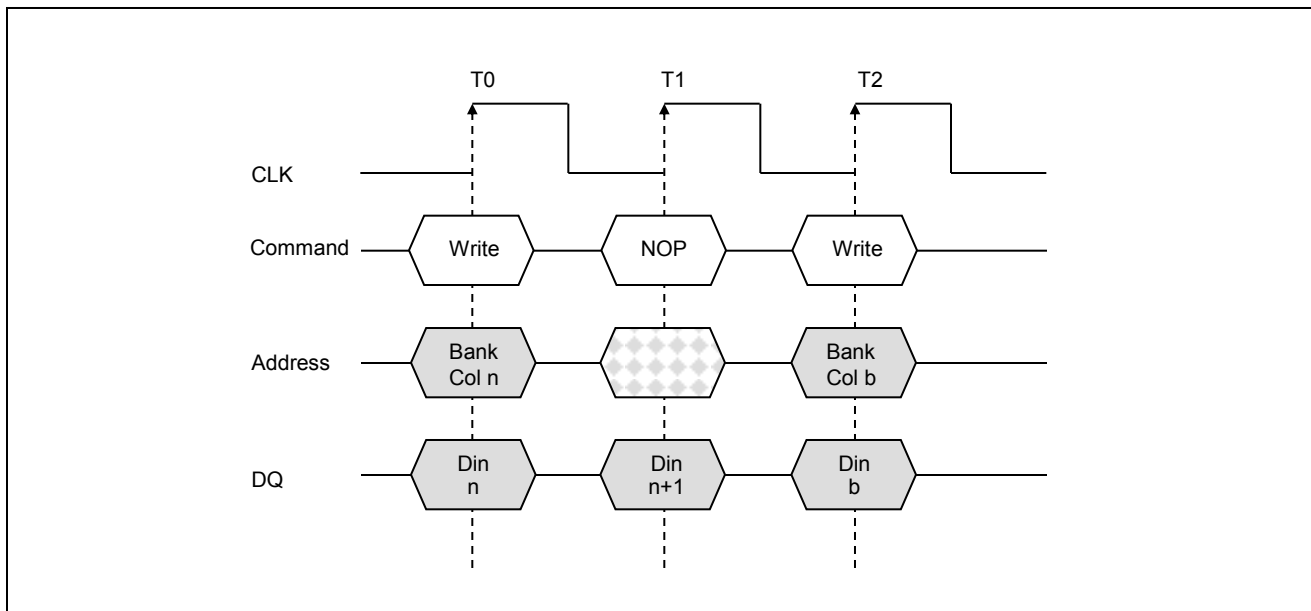 T0 T1 T2
CLK
Command Write NOP Write
Address Bank Col n Bank Col b
DQ Din n Din n+1 Din b